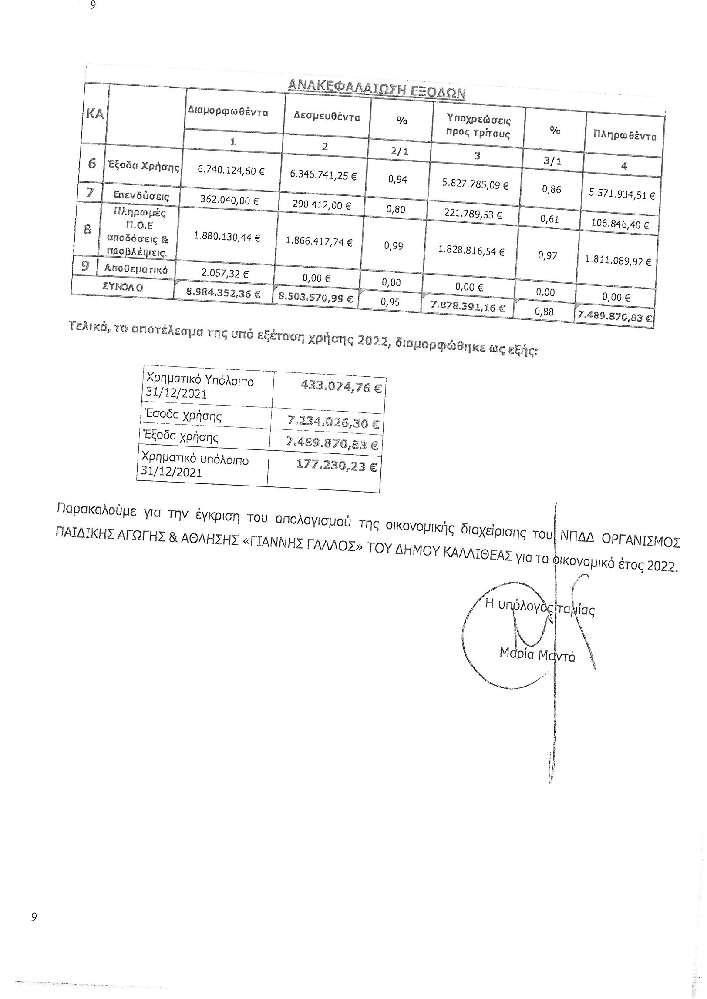 9
ΑΝΑΚΕΦΑΛΑΙΩΣΗ ΕΞΟΔΩΝ
ΚΑ Διαμορφωθέντα Δεσμευθέντα % Υποχρεώσεις προς τρίτους % Πληρωθέντα
1 2 2/1 3 3/1 4
6 Έξοδα Χρήσης 6.740.124,60 € 6.346.741,25 € 0,94 5.827.785,09 € 0,86 5.571.934,51 €
7 Επενδύσεις 362.040,00 € 290.412,00 € 0,80 221.789,53 € 0,61 106.846,40 €
8 Πληρωμές Π.Ο.Ε αποδόσεις & προβλέψεις. 1.880.130,44 € 1.866.417,74 € 0,99 1.828.816,54 € 0,97 1.811.089,92 €
9 Αποθεματικό 2.057,32 € 0,00 € 0,00 0,00 € 0,00 0,00 €
ΣΥΝΟΛΟ 8.984.352,36 € 8.503.570,99 € 0,95 7.878.391,16 € 0,88 7.489.870,83 €
Τελικά, το αποτέλεσμα της υπό εξέταση χρήσης 2022, διαμορφώθηκε ως εξής:
Χρηματικό Υπόλοιπο 433.074,76 €
31/12/2021
Έσοδα χρήσης 7.234.026,30 €
Έξοδα χρήσης 7.489.870,83 €
Χρηματικό υπόλοιπο 177.230,23 €
31/12/2021
Παρακαλούμε για την έγκριση του απολογισμού της οικονομικής διαχείρισης του ΝΠΔΔ ΟΡΓΑΝΙΣΜΟΣ
ΠΑΙΔΙΚΗΣ ΑΓΩΓΗΣ & ΑΘΛΗΣΗΣ «ΓΙΑΝΝΗΣ ΓΑΛΛΟΣ» ΤΟΥ ΔΗΜΟΥ ΚΑΛΛΙΘΕΑΣ για το οικονομικό έτος 2022.
Η υπόλογος ταμίας
Μαρία Μαντά
9